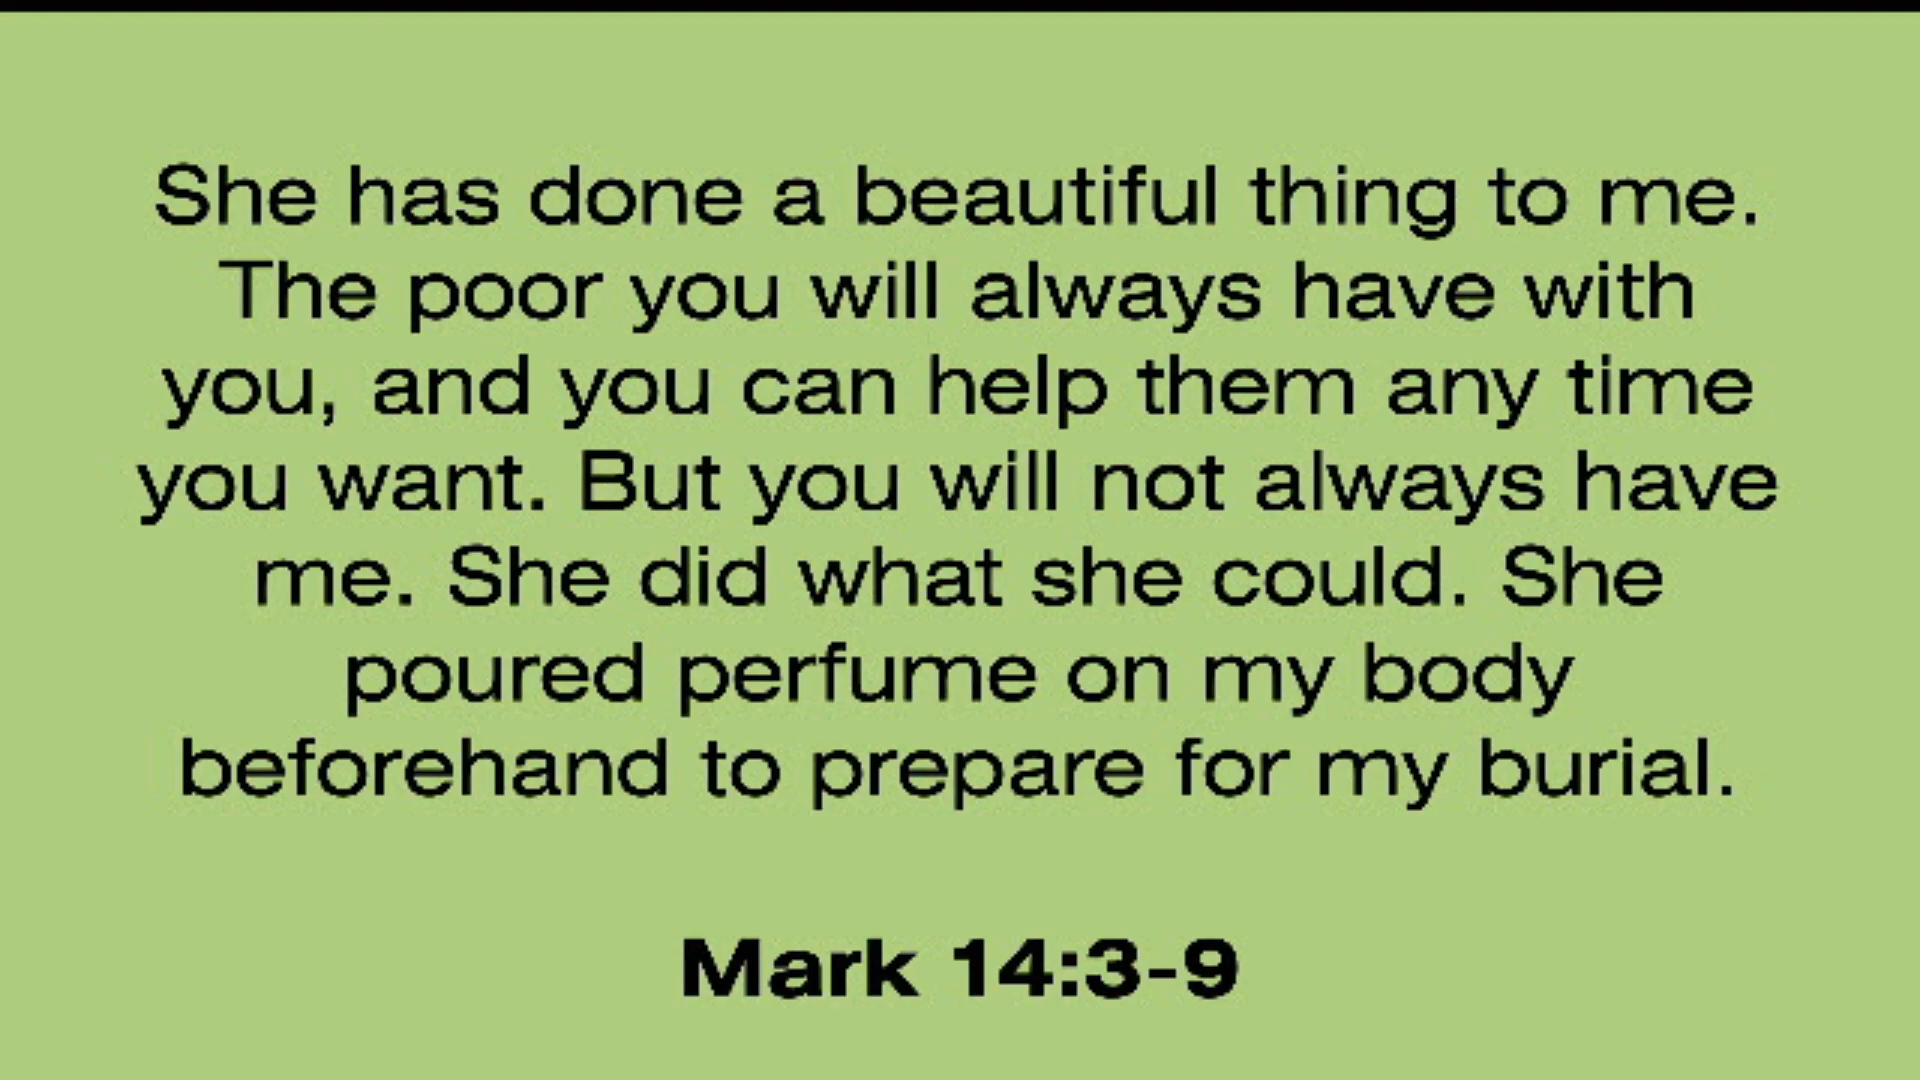 She has done a beautiful thing to me.
The poor you will always have with
you, and you can help them any time
you want. But you will not always have
me. She did what she could. She
poured perfume on my body
beforehand to prepare for my burial.
Mark 14:3-9